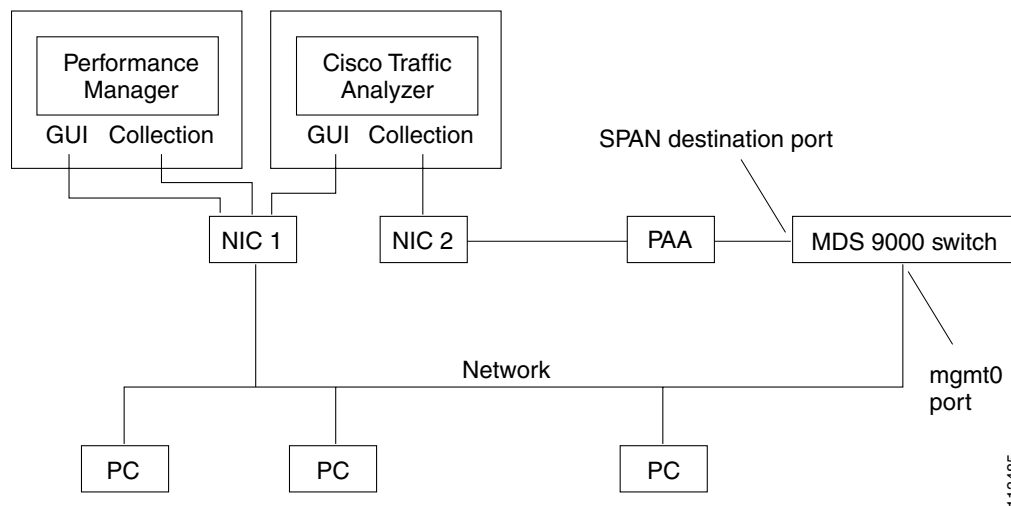 Performance
Manager
GUI Collection
Cisco Traffic
Analyzer
GUI Collection
SPAN destination port
NIC 1
NIC 2
PAA
MDS 9000 switch
Network
mgmt0
port
PC
PC
PC